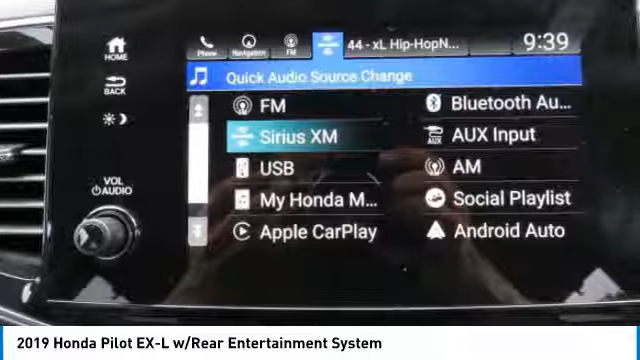 HOME
BACK
VOL
AUDIO
Phone
Navigation
FM
44 - xL Hip-HopN...
9:39
Quick Audio Source Change
FM
Sirius XM
USB
My Honda M...
Apple CarPlay
Bluetooth Au...
AUX Input
AUX
AM
Social Playlist
Android Auto
2019 Honda Pilot EX-L w/Rear Entertainment System